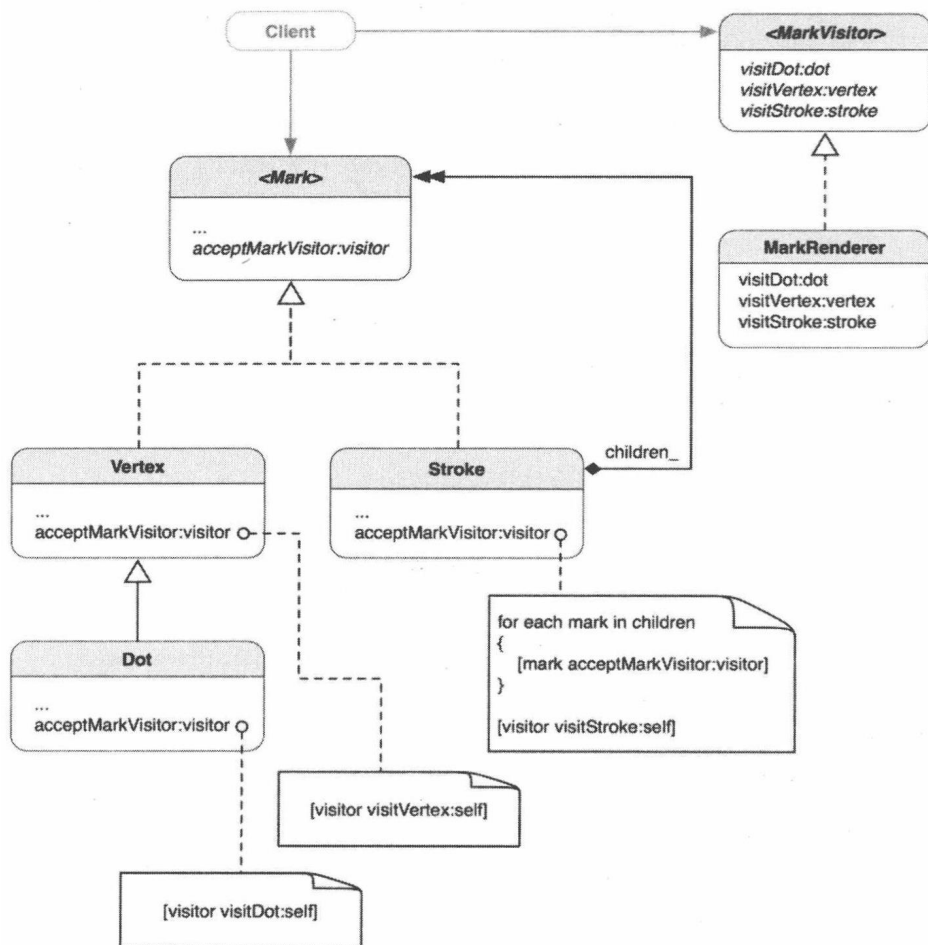 Client
<MarkVisitor>
visitDot:dot
visitVertex:vertex
visitStroke:stroke
<Mark>
...
acceptMarkVisitor:visitor
MarkRenderer
visitDot:dot
visitVertex:vertex
visitStroke:stroke
Vertex
...
acceptMarkVisitor:visitor
Stroke
...
acceptMarkVisitor:visitor
children_
Dot
...
acceptMarkVisitor:visitor
for each mark in children
{
[mark acceptMarkVisitor:visitor]
}
[visitor visitStroke:self]
[visitor visitVertex:self]
[visitor visitDot:self]